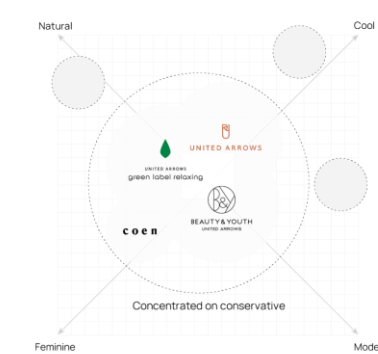 Natural
Cool
UNITED ARROWS
UNITED ARROWS
green label relaxing
B&Y
BEAUTY & YOUTH
UNITED ARROWS
coen
Concentrated on conservative
Feminine
Mode